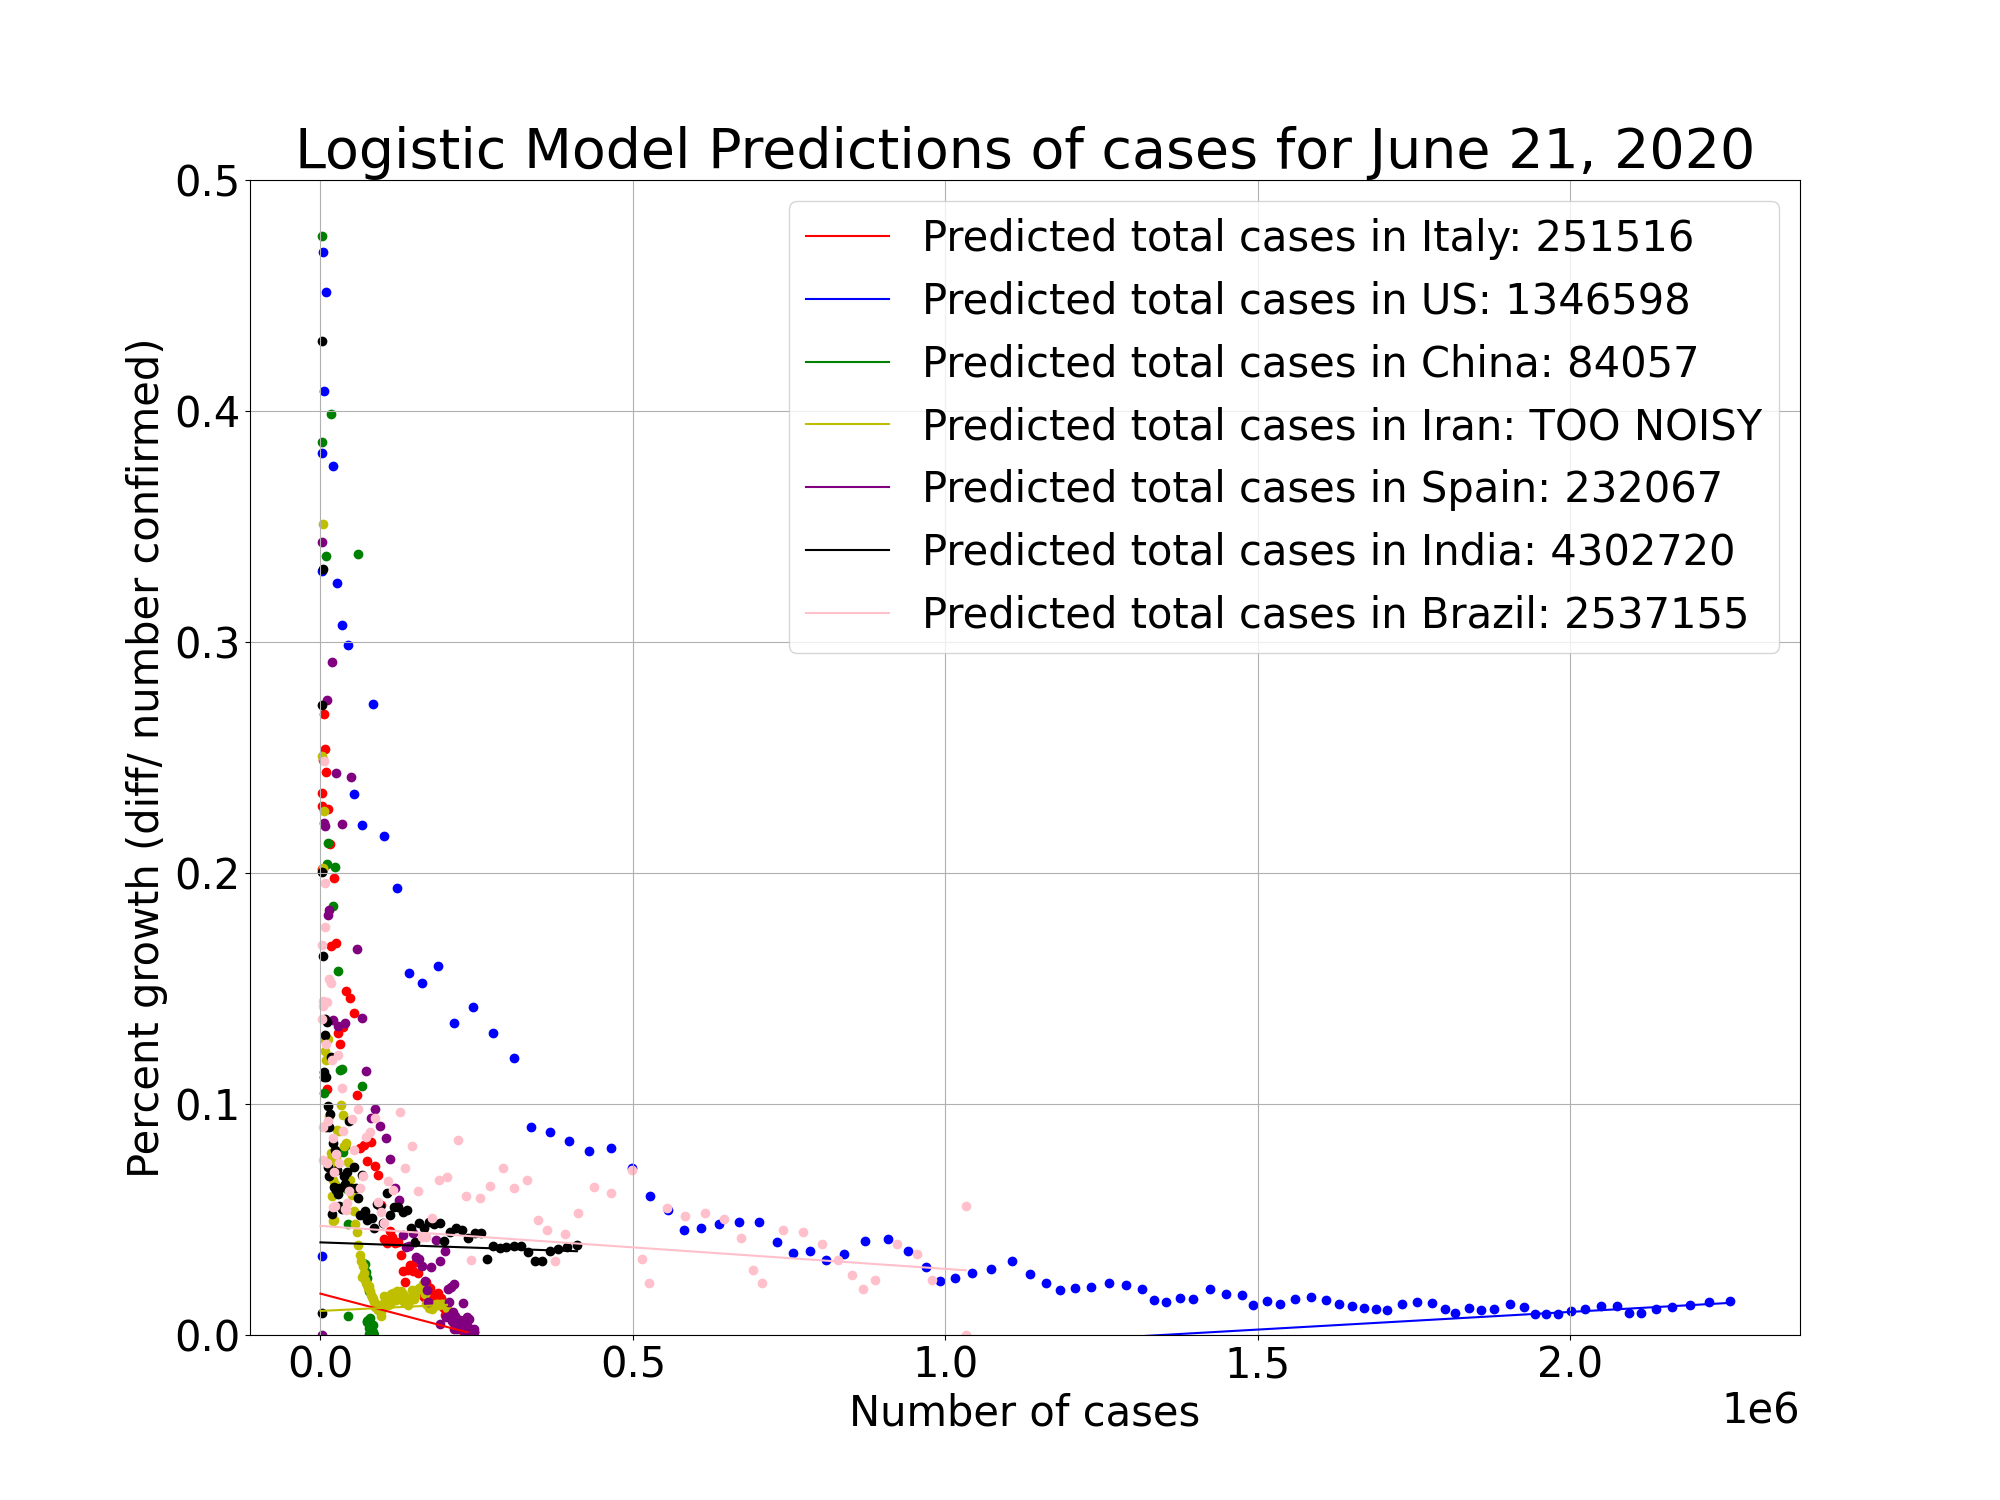 Logistic Model Predictions of cases for June 21, 2020
Percent growth (diff/ number confirmed)
0.5
0.4
0.3
0.2
0.1
0.0
Predicted total cases in Italy: 251516
Predicted total cases in US: 1346598
Predicted total cases in China: 84057
Predicted total cases in Iran: TOO NOISY
Predicted total cases in Spain: 232067
Predicted total cases in India: 4302720
Predicted total cases in Brazil: 2537155
0.0 0.5 1.0 1.5 2.0
1e6
Number of cases